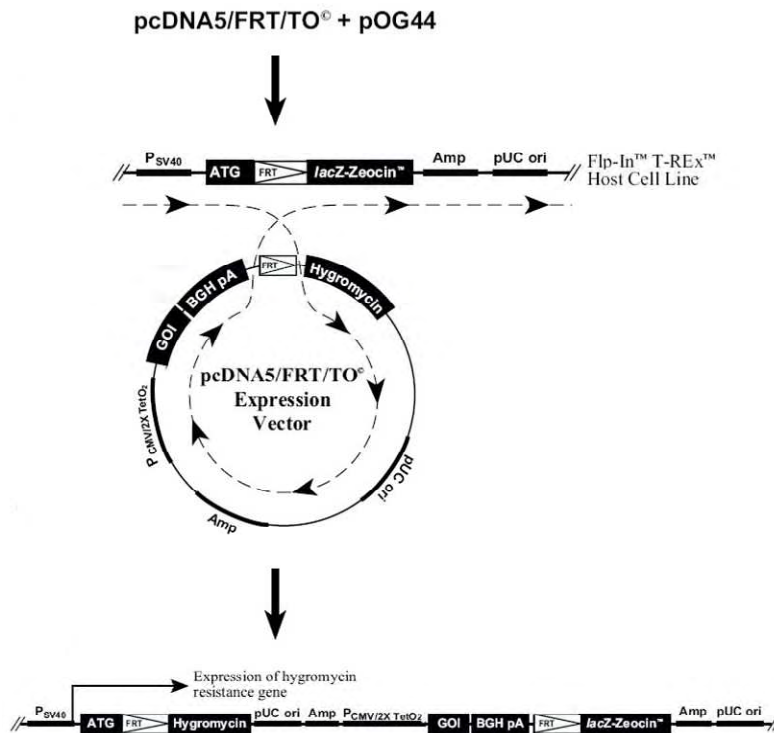 pcDNA5/FRT/TO© + pOG44
PSV40 ATG FRT lacZ-Zeocin™ Amp pUC ori
Flp-In™ T-REx™
Host Cell Line
FRT
BGH pA
Hygromycin
GOI
pcDNA5/FRT/TO©
Expression
Vector
PCMV/2X TetO2
pUC ori
Amp
Expression of hygromycin
resistance gene
PSV40 ATG FRT Hygromycin pUC ori Amp PCMV/2X TetO2 GOI BGH pA FRT lacZ-Zeocin™ Amp pUC ori